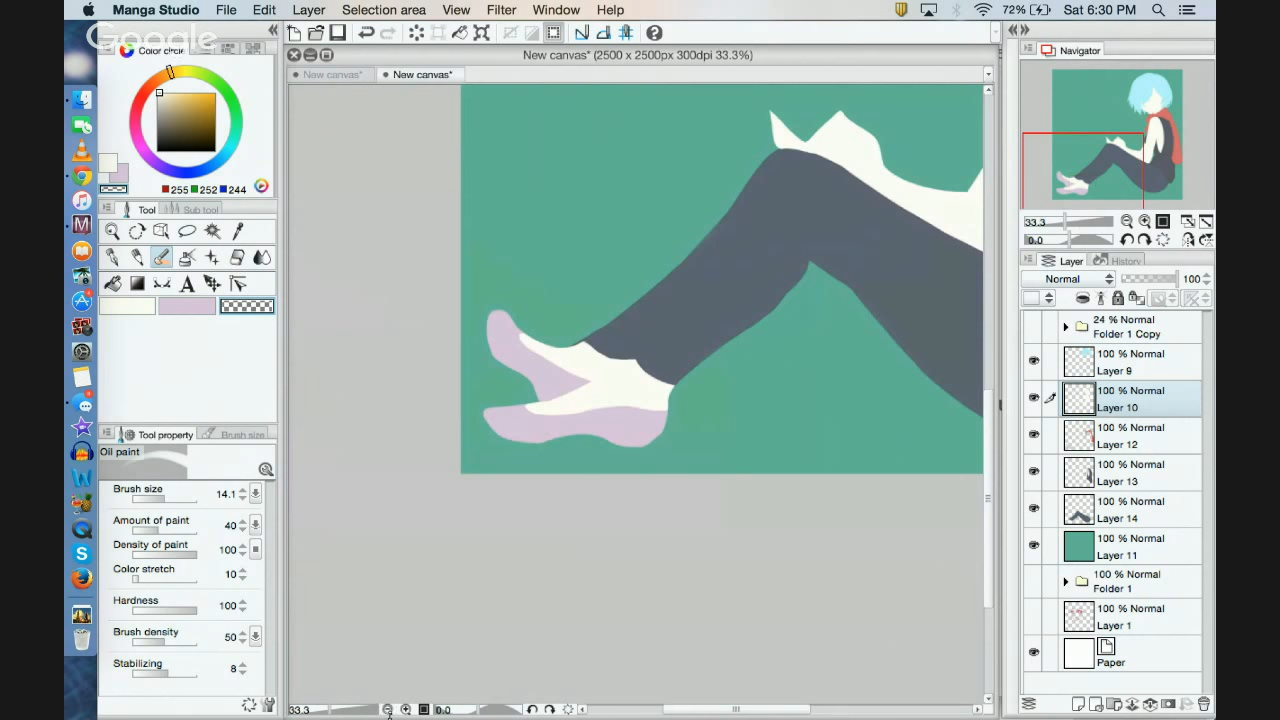 Manga Studio File Edit Layer Selection area View Filter Window Help 72% Sat 6:30 PM
Google
Color circle
New canvas* (2500 x 2500px 300dpi 33.3%)
New canvas* New canvas*
Navigator
255 252 244
Tool Sub tool
33.3
0.0
Layer History
Normal 100
24 % Normal
Folder 1 Copy
100 % Normal
Layer 9
100 % Normal
Layer 10
100 % Normal
Layer 12
100 % Normal
Layer 13
100 % Normal
Layer 14
100 % Normal
Layer 11
100 % Normal
Folder 1
100 % Normal
Layer 1
Paper
Tool property Brush size
Oil paint
Brush size 14.1
Amount of paint 40
Density of paint 100
Color stretch 10
Hardness 100
Brush density 50
Stabilizing 8
33.3 0.0